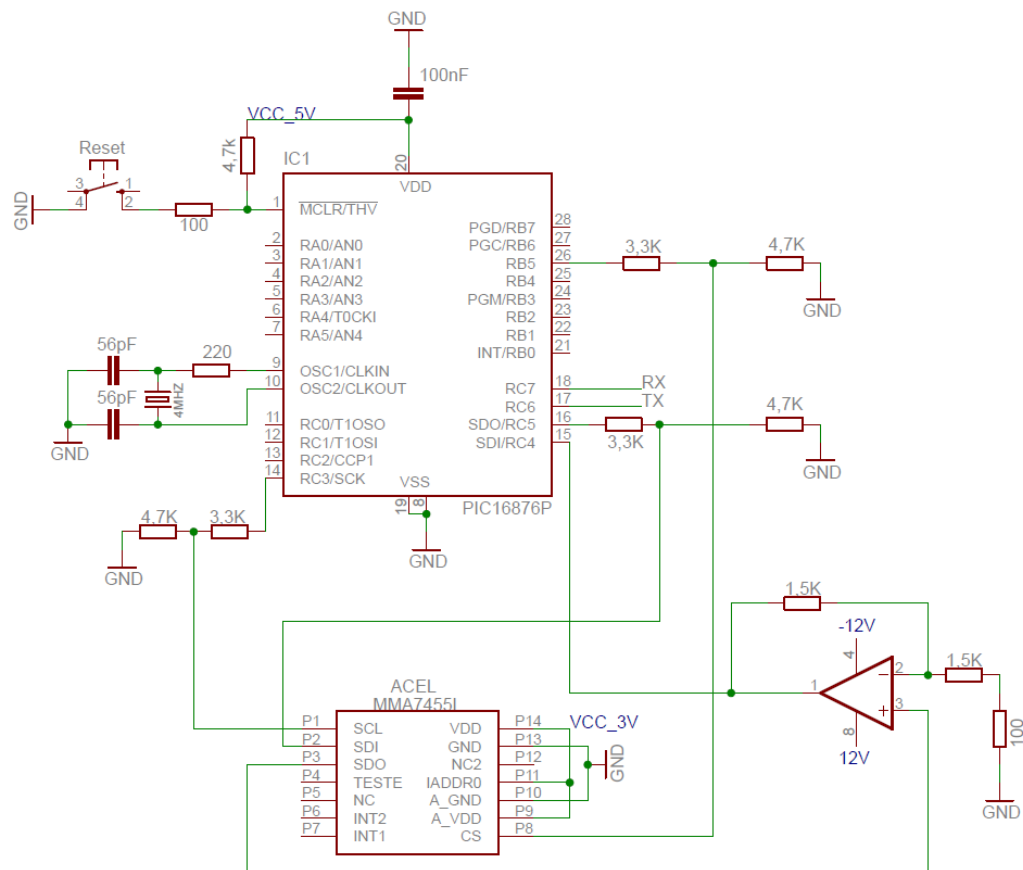 GND
100nF
VCC_5V
Reset
4,7k
IC1
20
VDD
3
1
4
2
GND
100
1
MCLR/THV
PGD/RB7
28
2
RA0/AN0
PGC/RB6
27
3
RA1/AN1
RB5
26
3,3K
4,7K
4
RA2/AN2
RB4
25
5
RA3/AN3
PGM/RB3
24
6
RA4/T0CKI
RB2
23
GND
7
RA5/AN4
RB1
22
INT/RB0
21
56pF
220
9
OSC1/CLKIN
10
OSC2/CLKOUT
RC7
18
RX
56pF
4MHZ
RC6
17
TX
4,7K
11
RC0/T1OSO
SDO/RC5
16
3,3K
12
RC1/T1OSI
SDI/RC4
15
GND
13
RC2/CCP1
14
RC3/SCK
VSS
GND
19
8
PIC16876P
4,7K
3,3K
GND
GND
1,5K
-12V
4
1,5K
2
1
3
8
12V
100
GND
ACEL
MMA7455L
P1
SCL
VDD
P14
VCC_3V
P2
SDI
GND
P13
P3
SDO
NC2
P12
GND
P4
TESTE
IADDR0
P11
P5
NC
A_GND
P10
P6
INT2
A_VDD
P9
P7
INT1
CS
P8